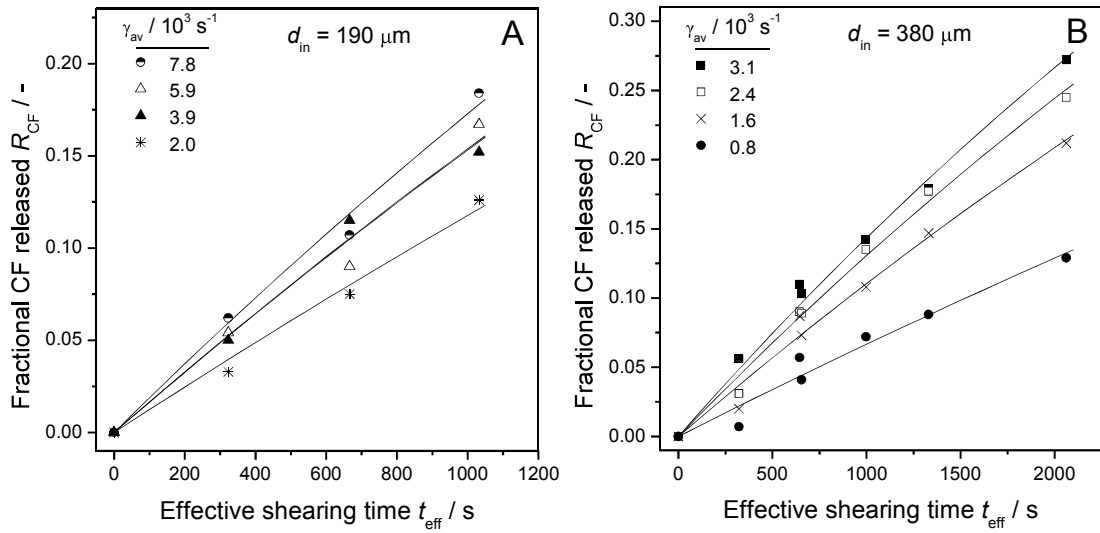 γav / 10³ s⁻¹
din = 190 μm
A
7.8
5.9
3.9
2.0
0.20
0.15
0.10
0.05
0.00
Fractional CF released RCF / -
0 200 400 600 800 1000 1200
Effective shearing time teff / s
γav / 10³ s⁻¹
din = 380 μm
B
3.1
2.4
1.6
0.8
0.30
0.25
0.20
0.15
0.10
0.05
0.00
Fractional CF released RCF / -
0 500 1000 1500 2000
Effective shearing time teff / s